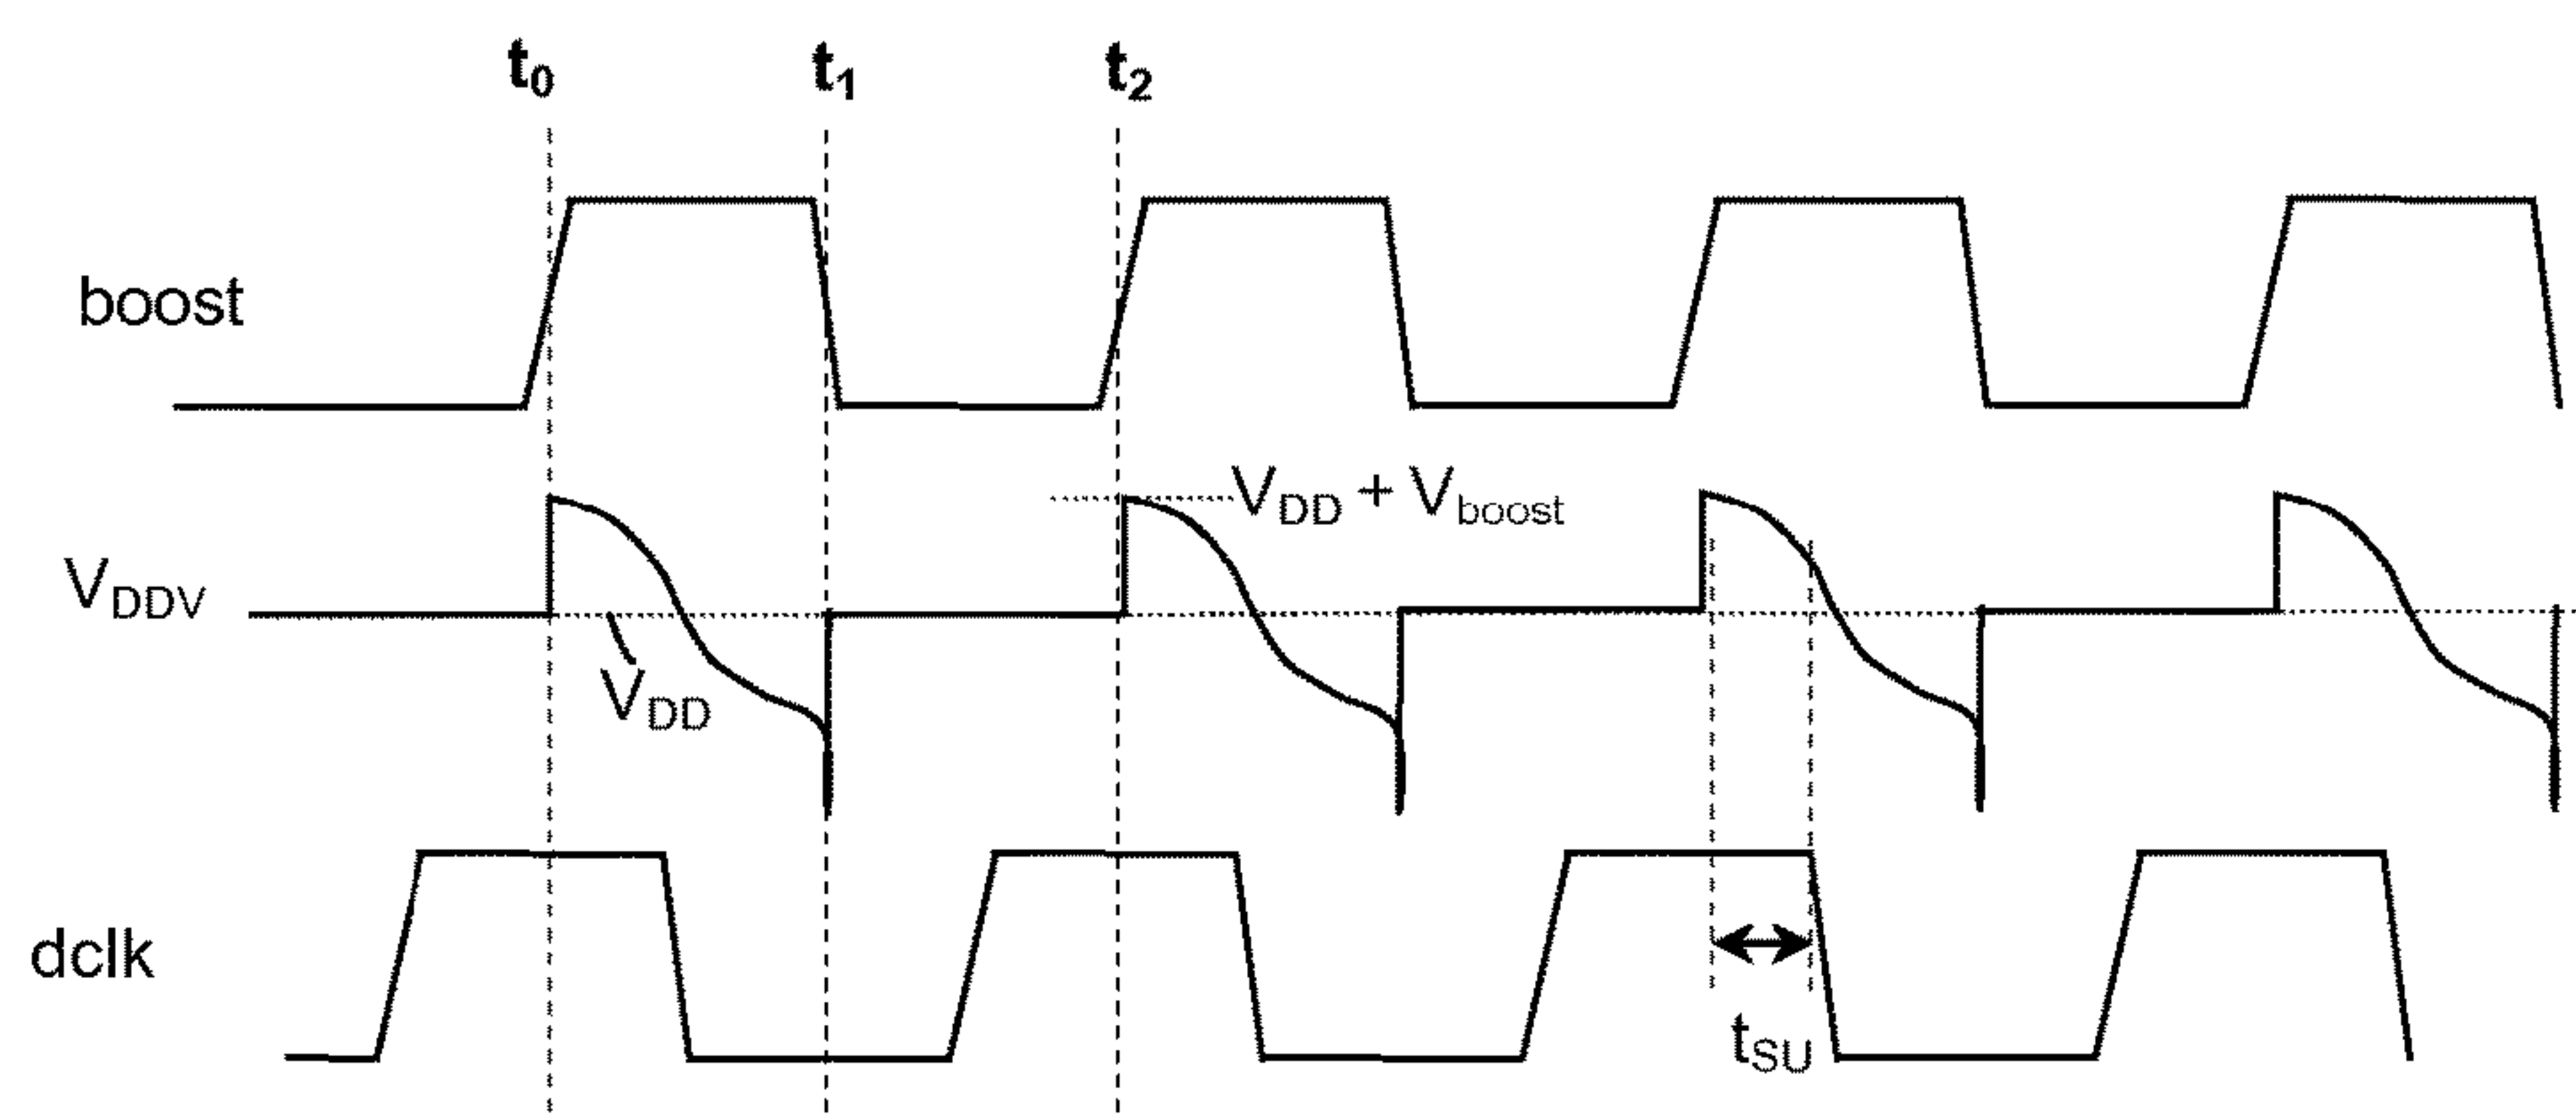 t0 t1 t2
boost
VDD + Vboost
VDDV
VDD
dclk
tSU